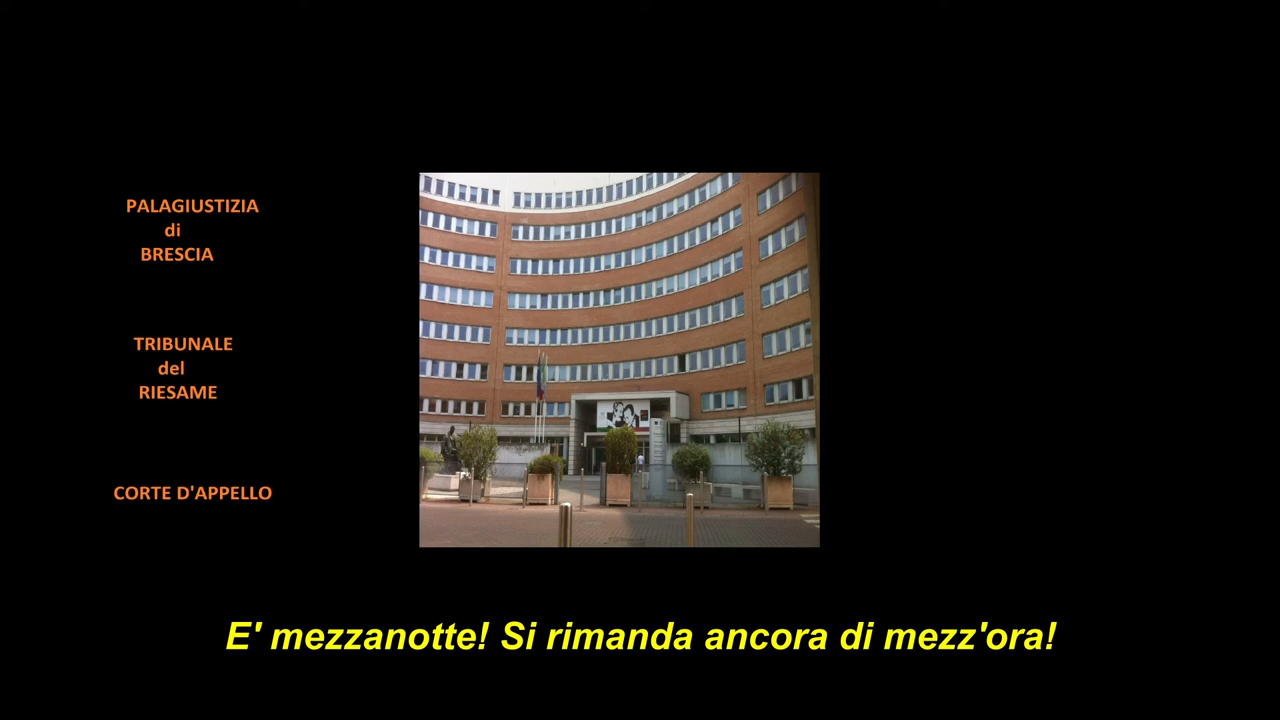 PALAGIUSTIZIA
di
BRESCIA
TRIBUNALE
del
RIESAME
CORTE D'APPELLO
E' mezzanotte! Si rimanda ancora di mezz'ora!